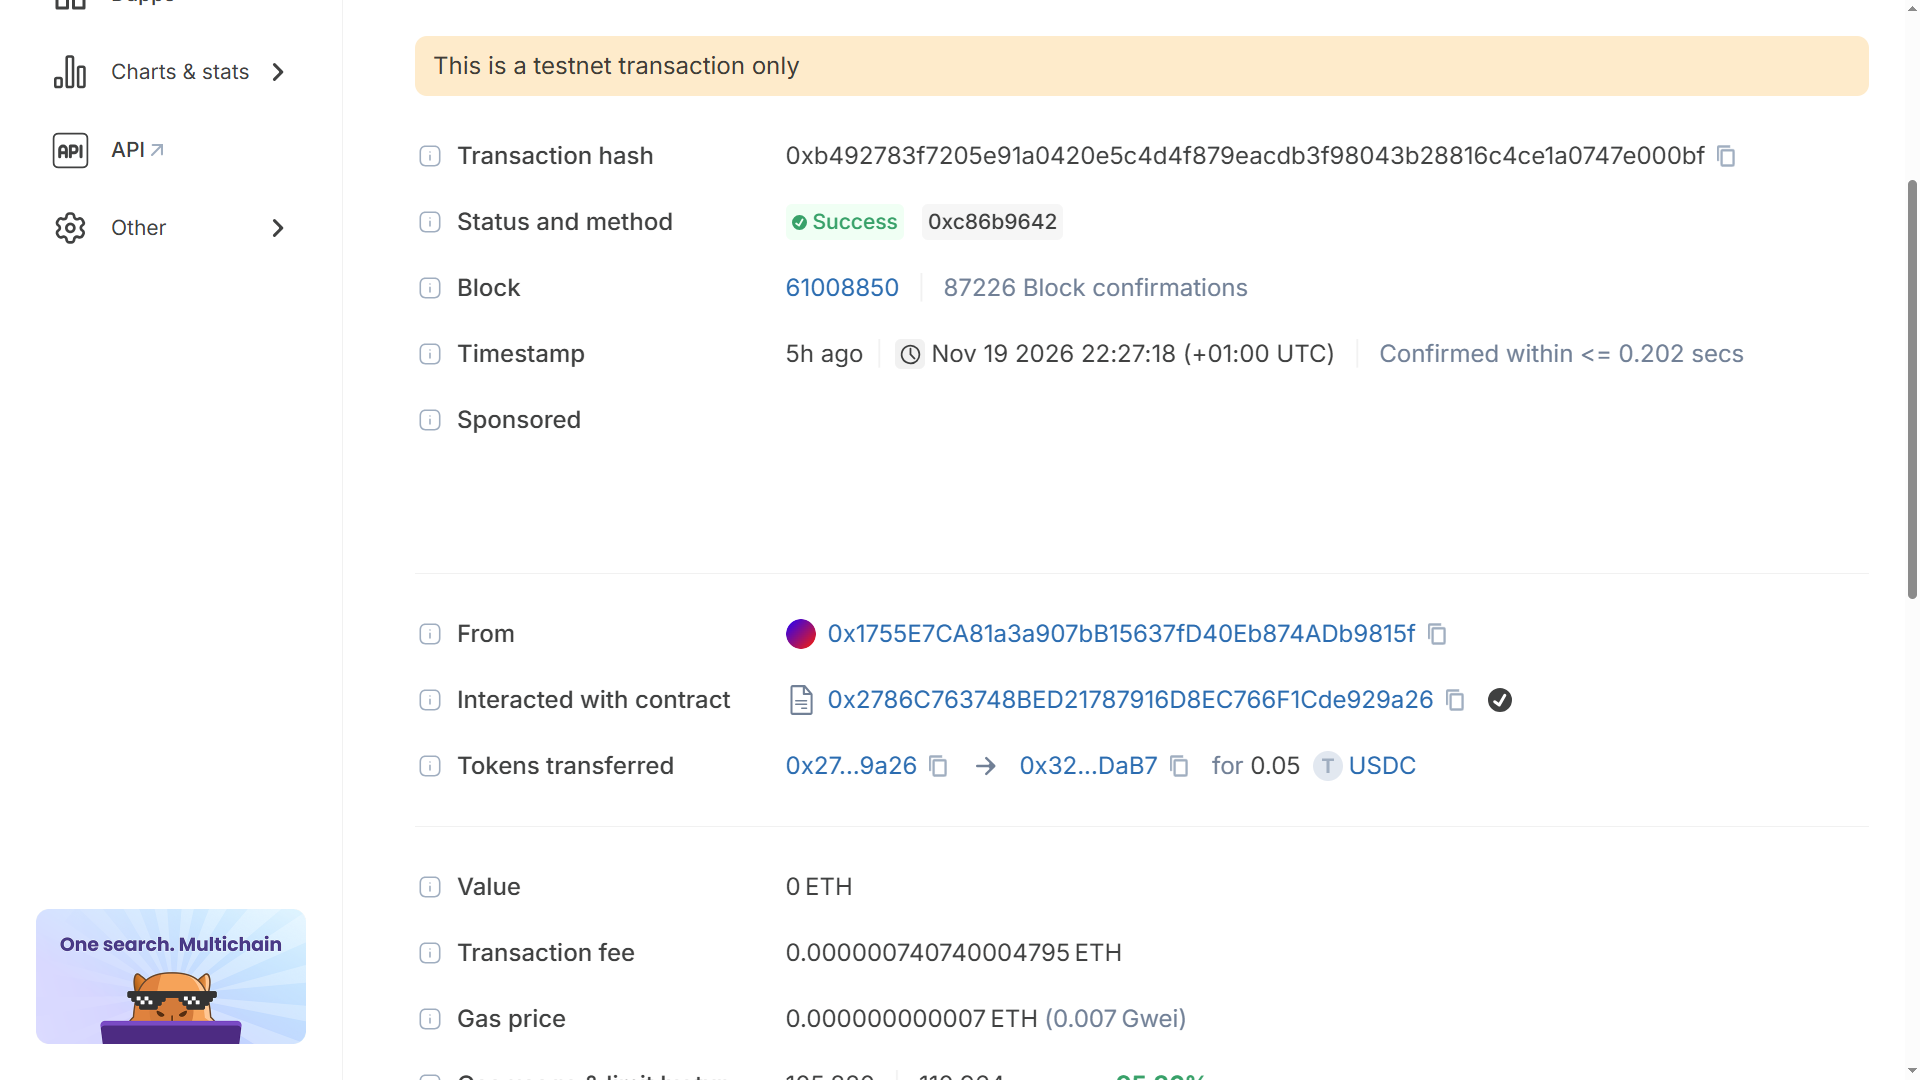 Charts & stats
API
API
Other
One search. Multichain
This is a testnet transaction only
Transaction hash 0xb492783f7205e91a0420e5c4d4f879eacdb3f98043b28816c4ce1a0747e000bf
Status and method Success 0xc86b9642
Block 61008850 87226 Block confirmations
Timestamp 5h ago Nov 19 2026 22:27:18 (+01:00 UTC) Confirmed within <= 0.202 secs
Sponsored
From 0x1755E7CA81a3a907bB15637fD40Eb874ADb9815f
Interacted with contract 0x2786C763748BED21787916D8EC766F1Cde929a26
Tokens transferred 0x27...9a26 → 0x32...DaB7 for 0.05 T USDC
Value 0 ETH
Transaction fee 0.000000740740004795 ETH
Gas price 0.000000000007 ETH (0.007 Gwei)